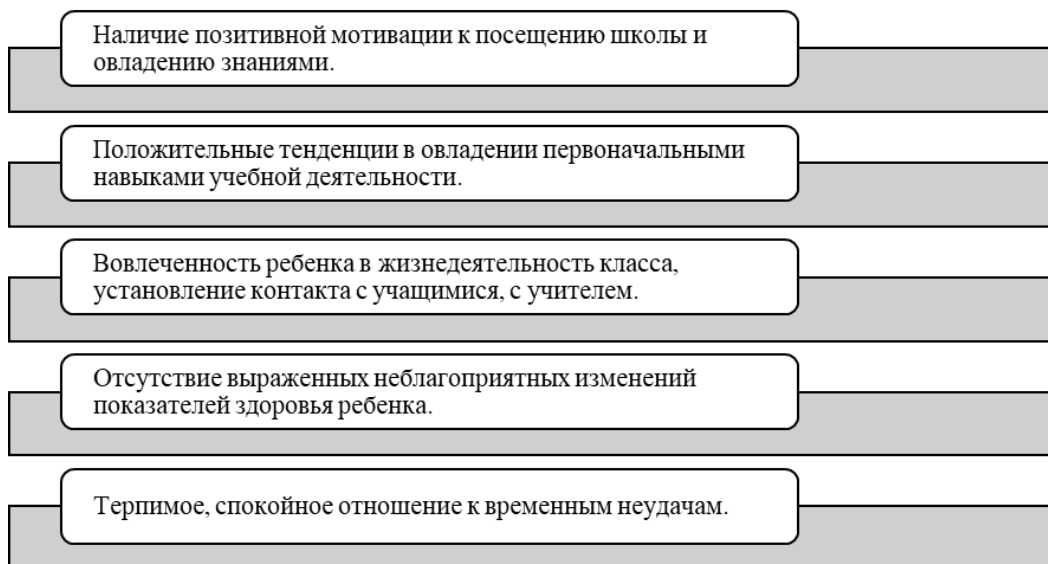 Наличие позитивной мотивации к посещению школы и
овладению знаниями.
Положительные тенденции в овладении первоначальными
навыками учебной деятельности.
Вовлеченность ребенка в жизнедеятельность класса,
установление контакта с учащимися, с учителем.
Отсутствие выраженных неблагоприятных изменений
показателей здоровья ребенка.
Терпимое, спокойное отношение к временным неудачам.